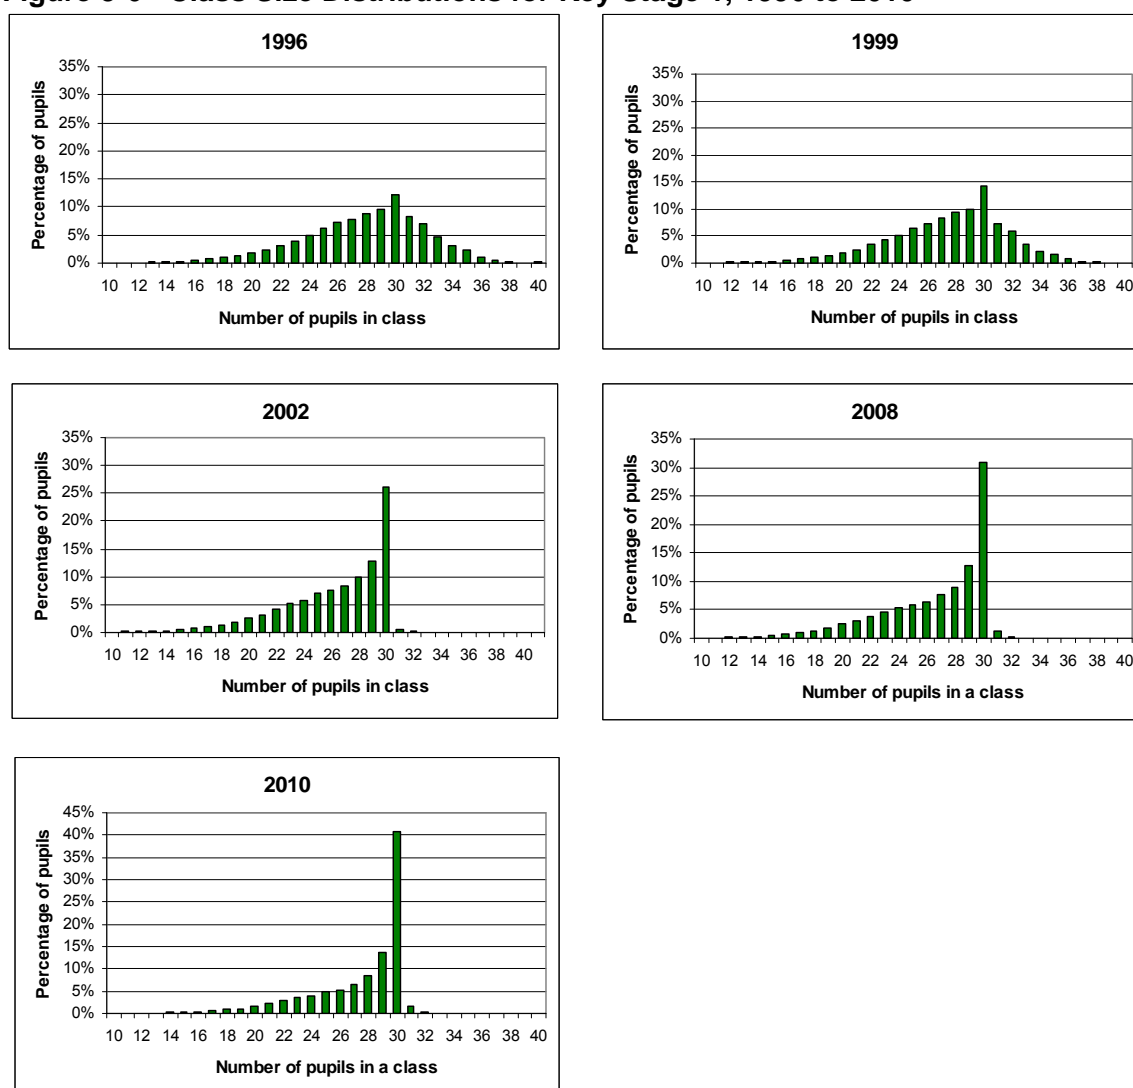 Class Size Distributions for Key Stage 1, 1996 to 2010
1996
35%
30%
25%
20%
15%
10%
5%
0%
Percentage of pupils
10 12 14 16 18 20 22 24 26 28 30 32 34 36 38 40
Number of pupils in class
1999
35%
30%
25%
20%
15%
10%
5%
0%
Percentage of pupils
10 12 14 16 18 20 22 24 26 28 30 32 34 36 38 40
Number of pupils in class
2002
35%
30%
25%
20%
15%
10%
5%
0%
Percentage of pupils
10 12 14 16 18 20 22 24 26 28 30 32 34 36 38 40
Number of pupils in class
2008
35%
30%
25%
20%
15%
10%
5%
0%
Percentage of pupils
10 12 14 16 18 20 22 24 26 28 30 32 34 36 38 40
Number of pupils in a class
2010
45%
40%
35%
30%
25%
20%
15%
10%
5%
0%
Percentage of pupils
10 12 14 16 18 20 22 24 26 28 30 32 34 36 38 40
Number of pupils in a class